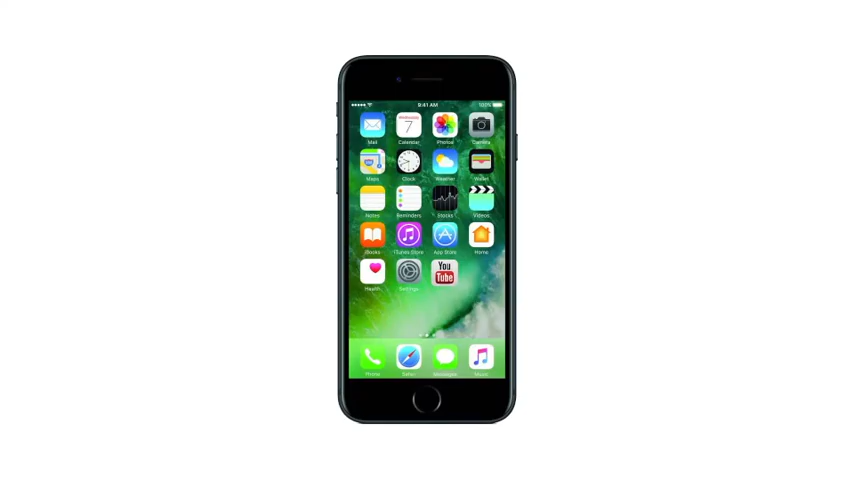 9:41 AM 100%
Wednesday
7
Mail Calendar Photos Camera
Maps Clock Weather Wallet
Notes Reminders Stocks Videos
iBooks iTunes Store App Store Home
You
Tube
Health Settings
Phone Safari Messages Music